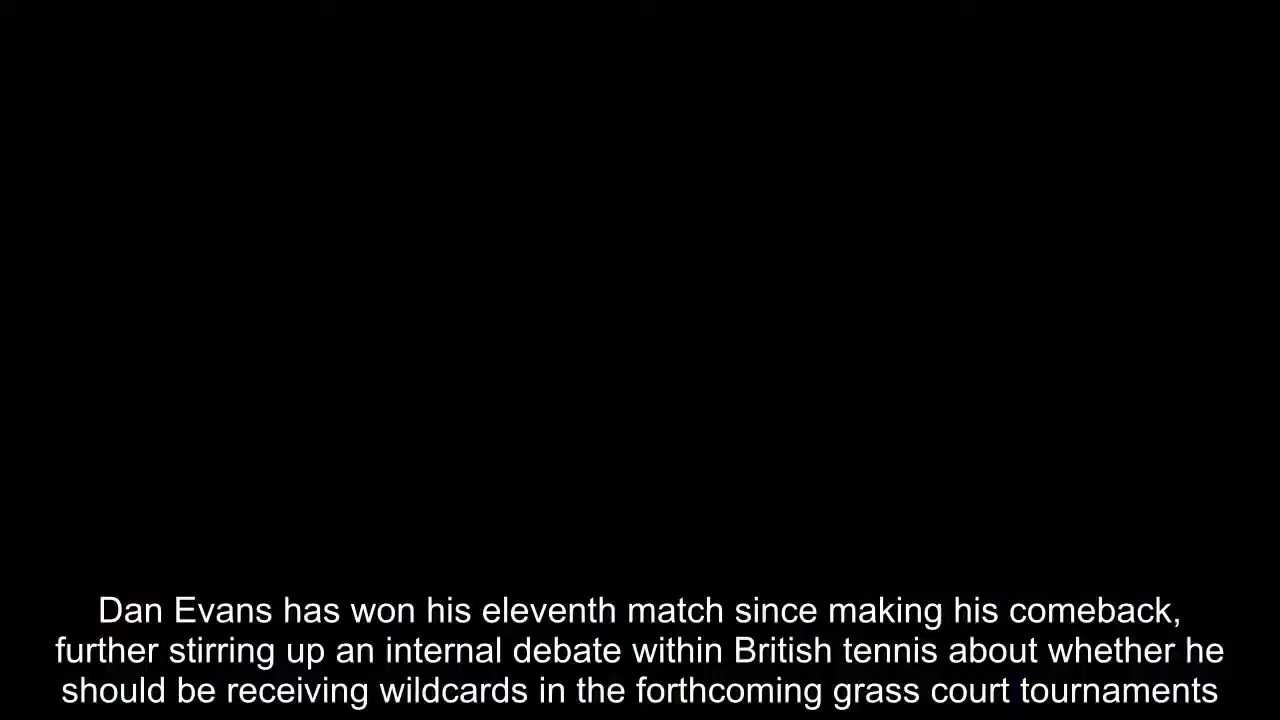 Dan Evans has won his eleventh match since making his comeback,
further stirring up an internal debate within British tennis about whether he
should be receiving wildcards in the forthcoming grass court tournaments